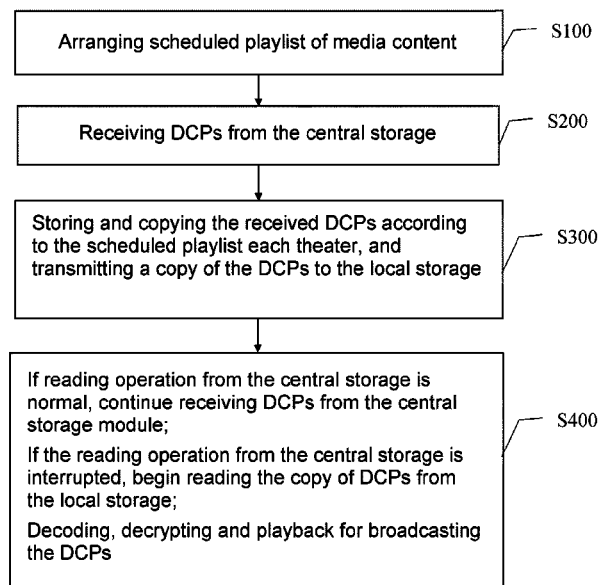 Arranging scheduled playlist of media content
S100
Receiving DCPs from the central storage
S200
Storing and copying the received DCPs according
to the scheduled playlist each theater, and
transmitting a copy of the DCPs to the local storage
S300
If reading operation from the central storage is
normal, continue receiving DCPs from the central
storage module;
If the reading operation from the central storage is
interrupted, begin reading the copy of DCPs from
the local storage;
Decoding, decrypting and playback for broadcasting
the DCPs
S400